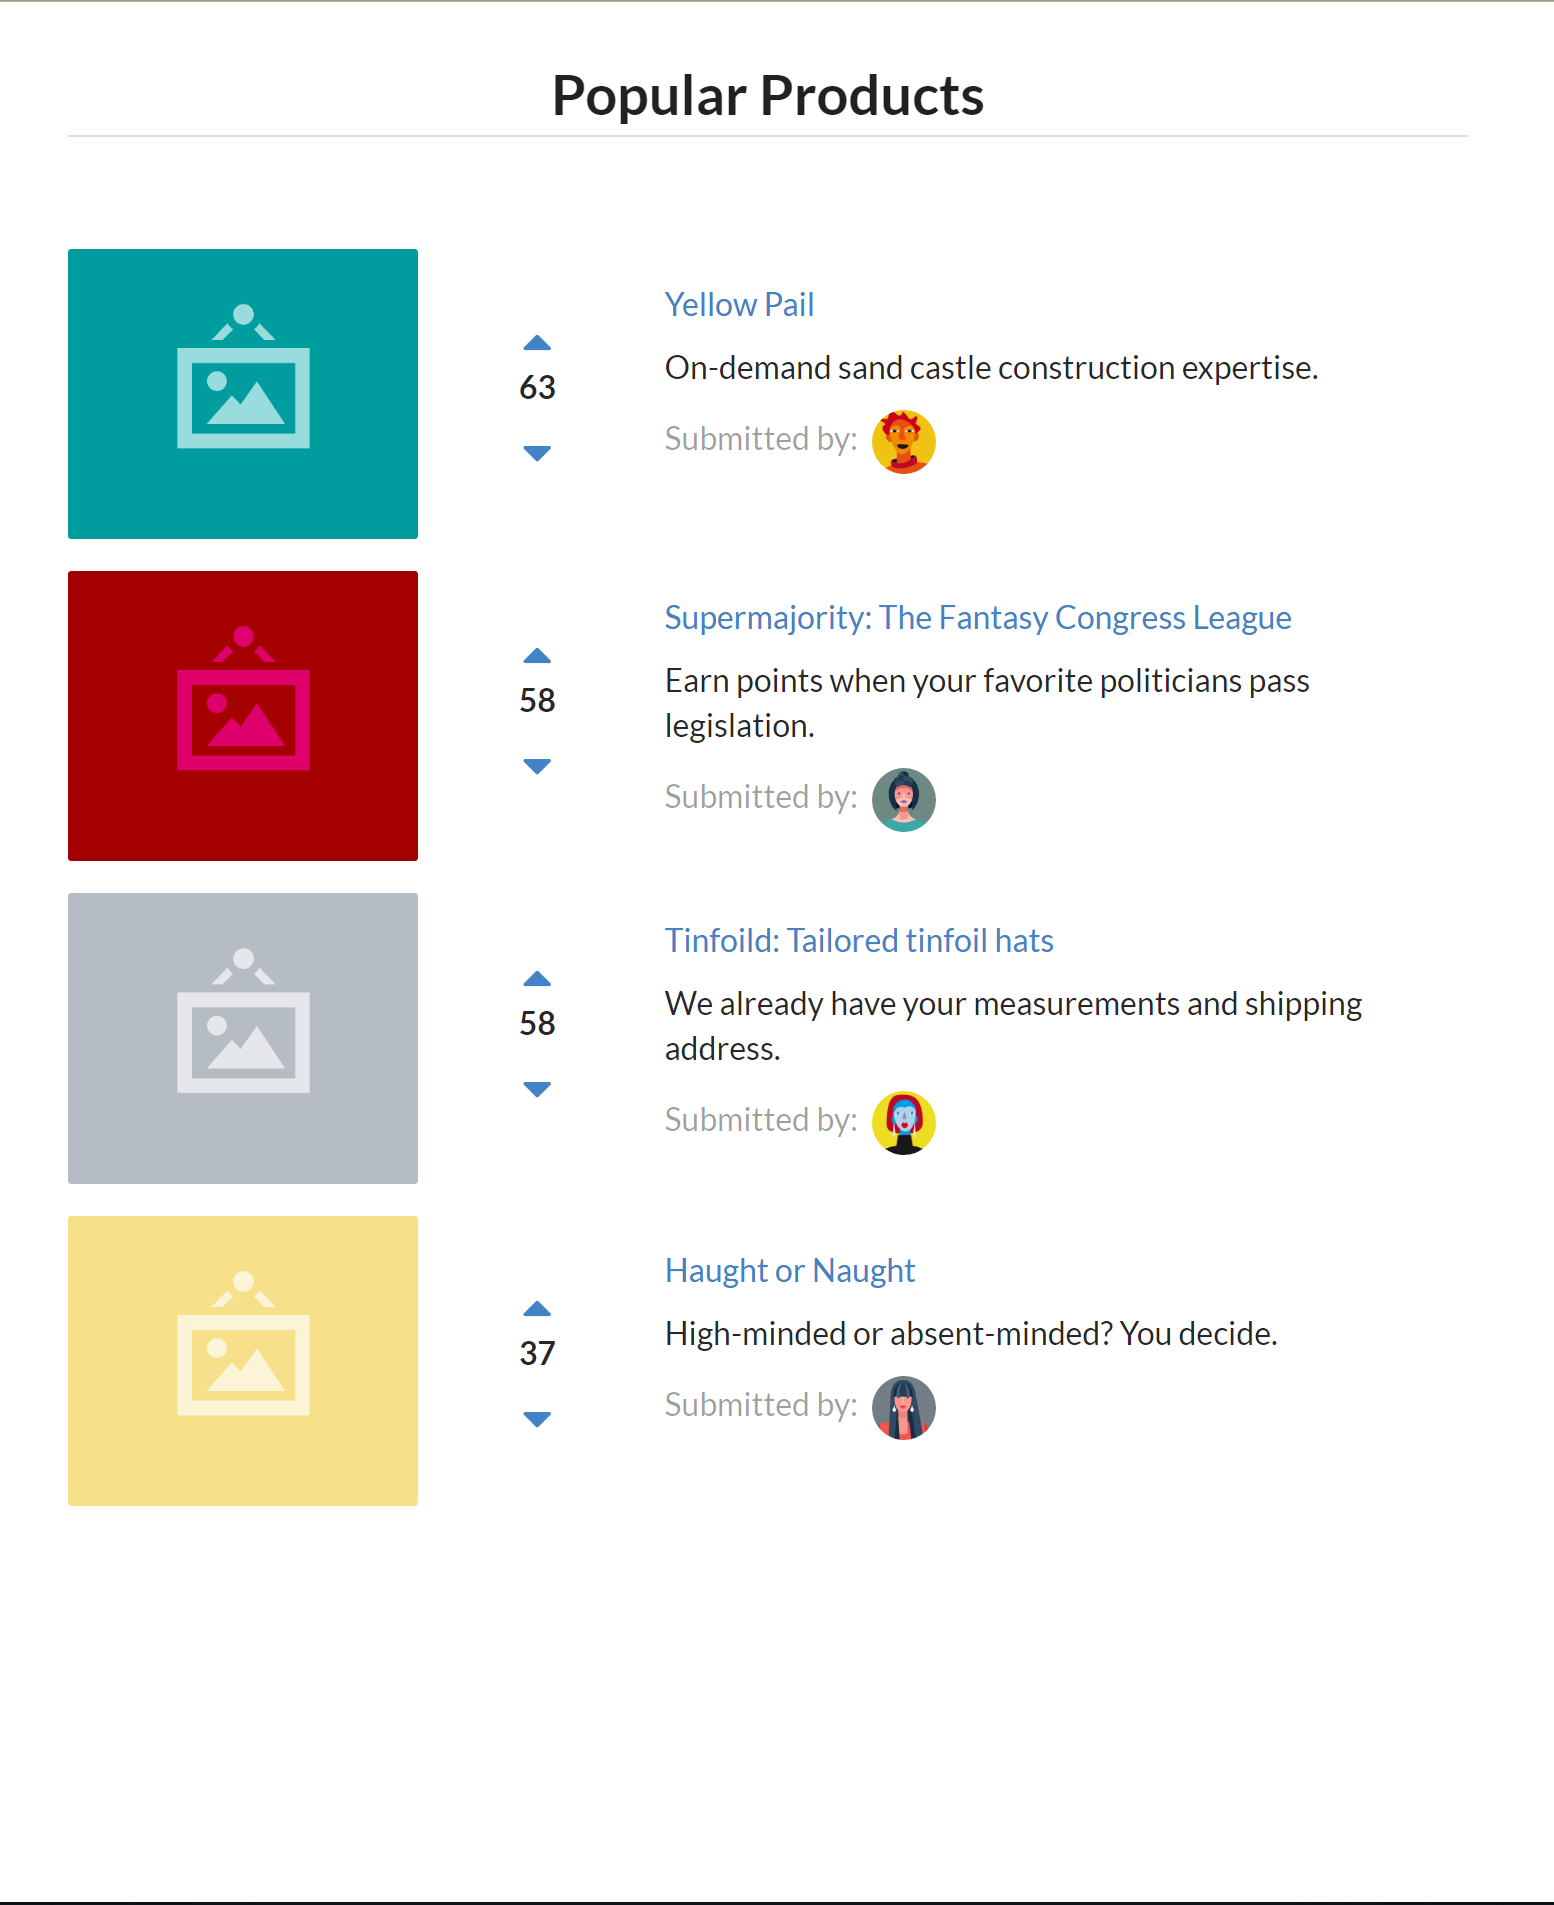 Popular Products
Yellow Pail
63
On-demand sand castle construction expertise.
Submitted by:
Supermajority: The Fantasy Congress League
58
Earn points when your favorite politicians pass
legislation.
Submitted by:
Tinfoild: Tailored tinfoil hats
58
We already have your measurements and shipping
address.
Submitted by:
Haught or Naught
37
High-minded or absent-minded? You decide.
Submitted by: